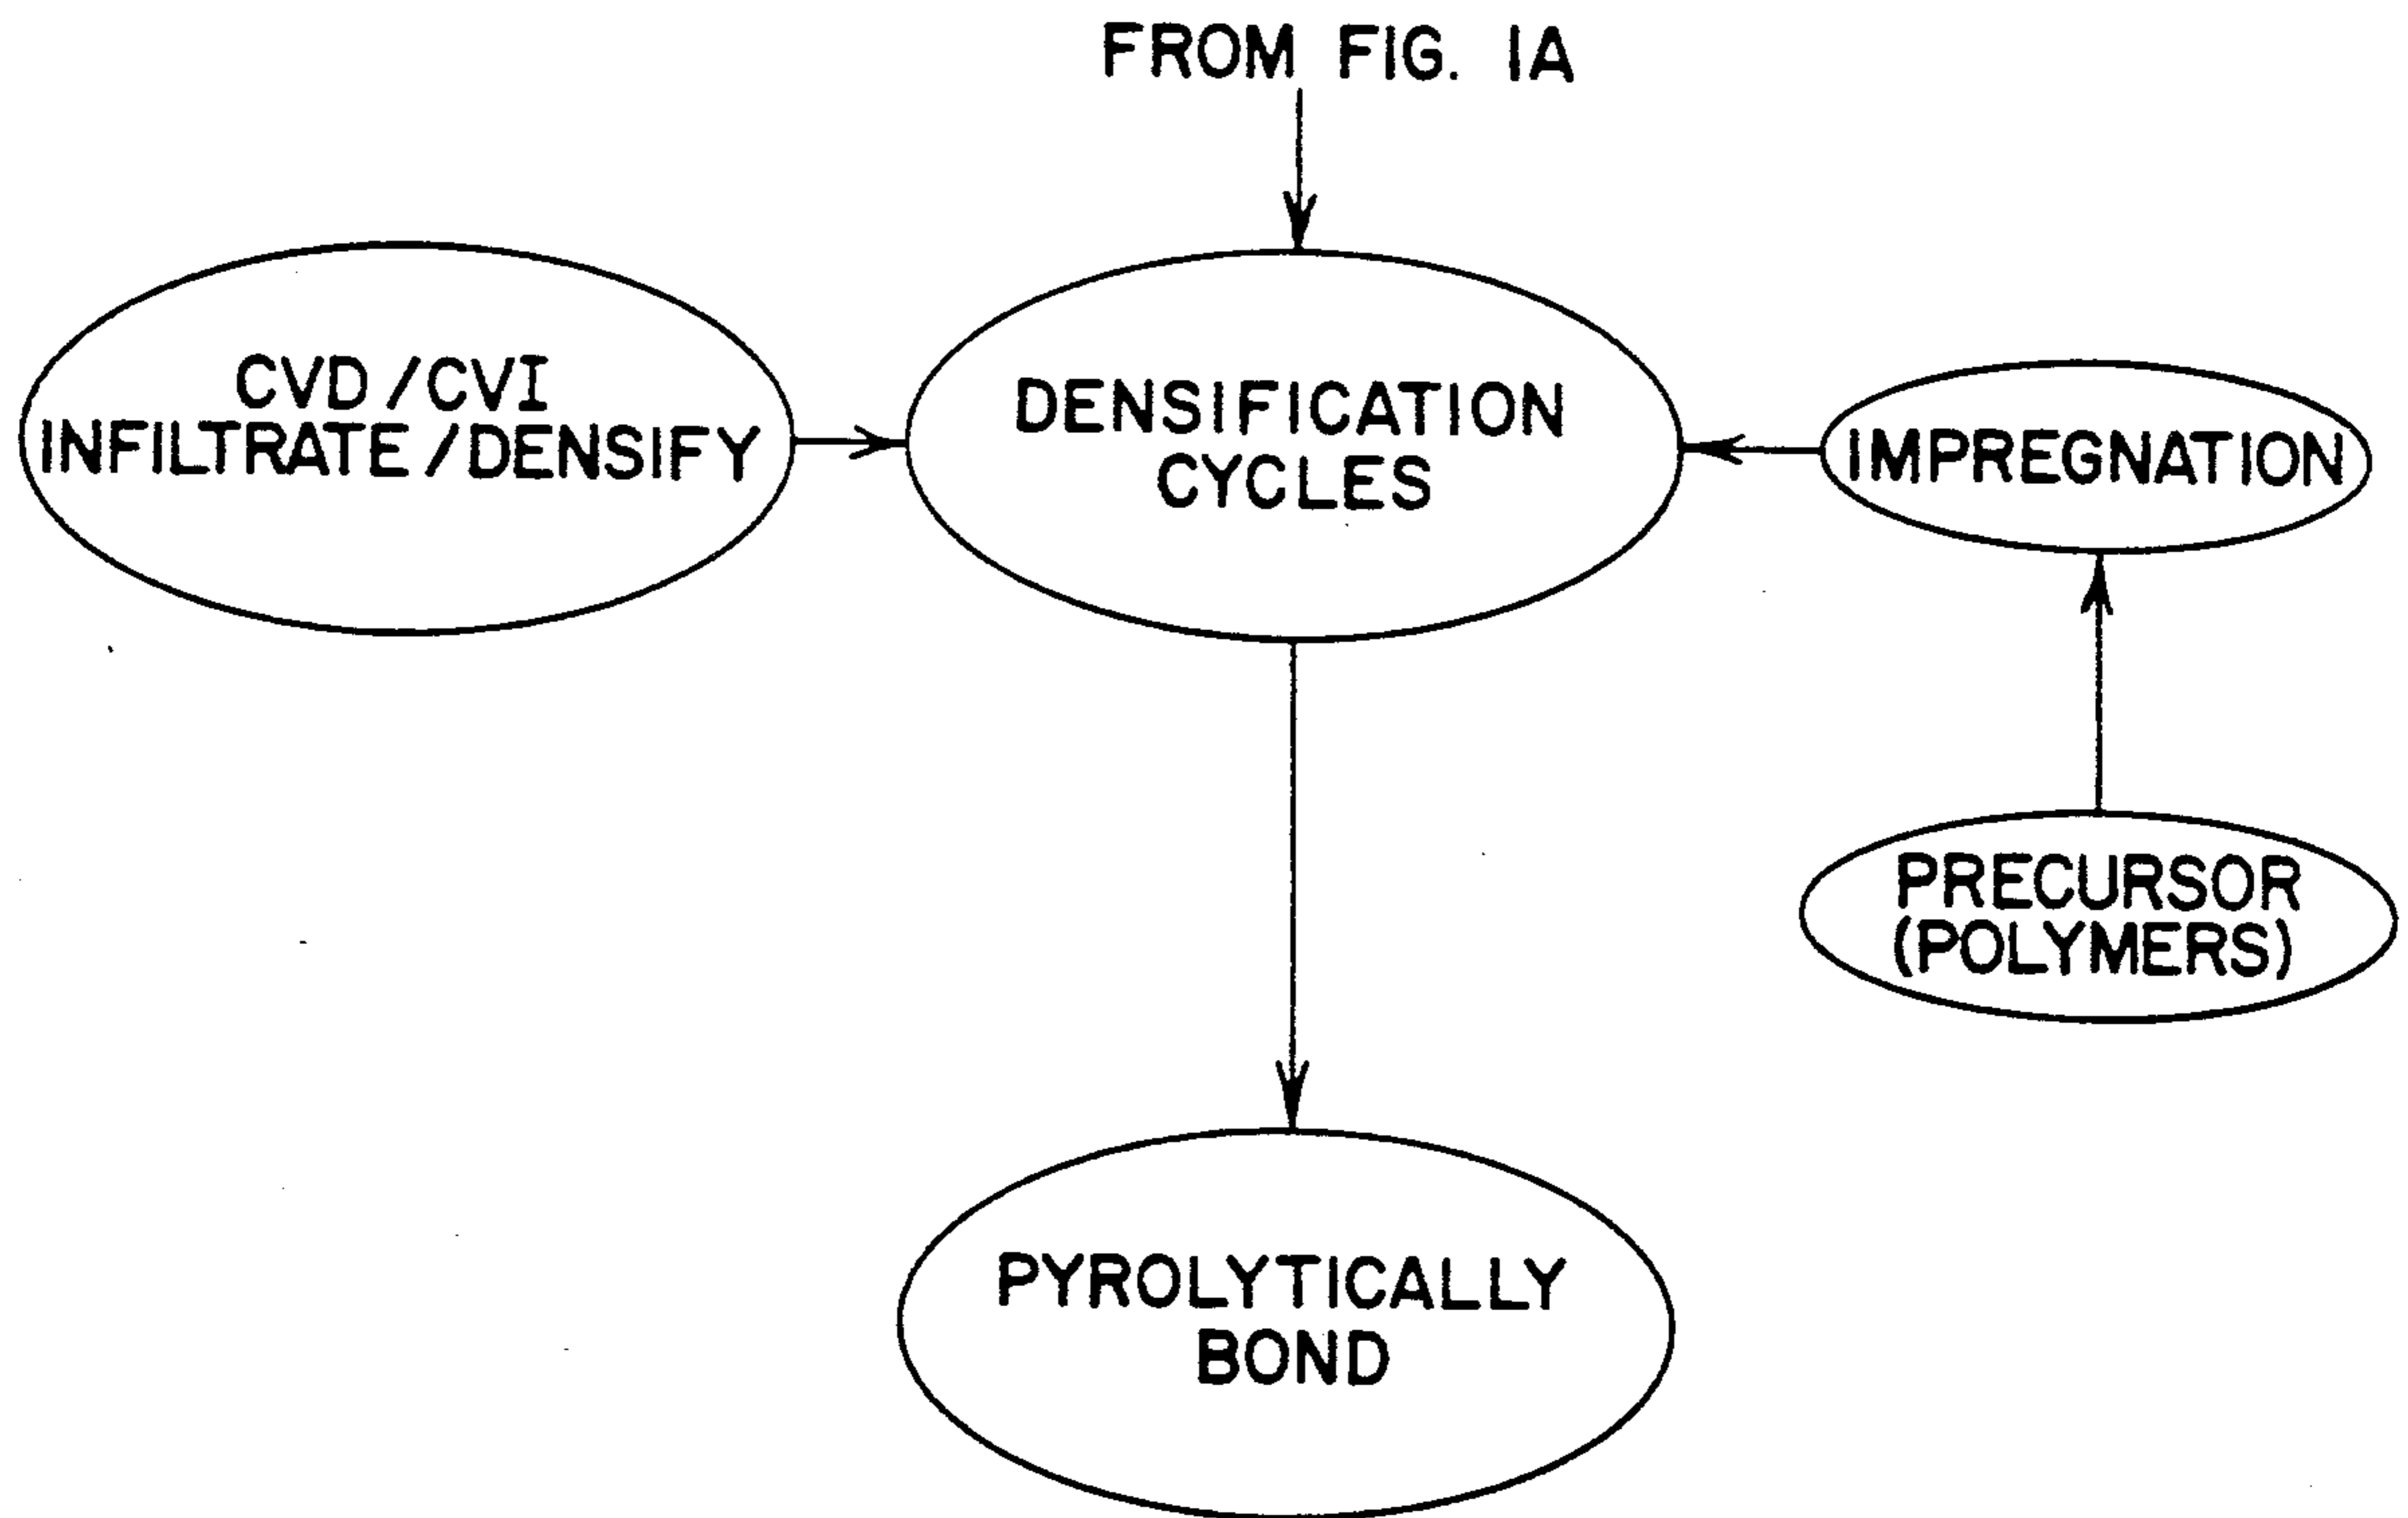 FROM FIG. 1A
CVD/CVI
INFILTRATE/DENSIFY
DENSIFICATION
CYCLES
IMPREGNATION
PRECURSOR
(POLYMERS)
PYROLYTICALLY
BOND